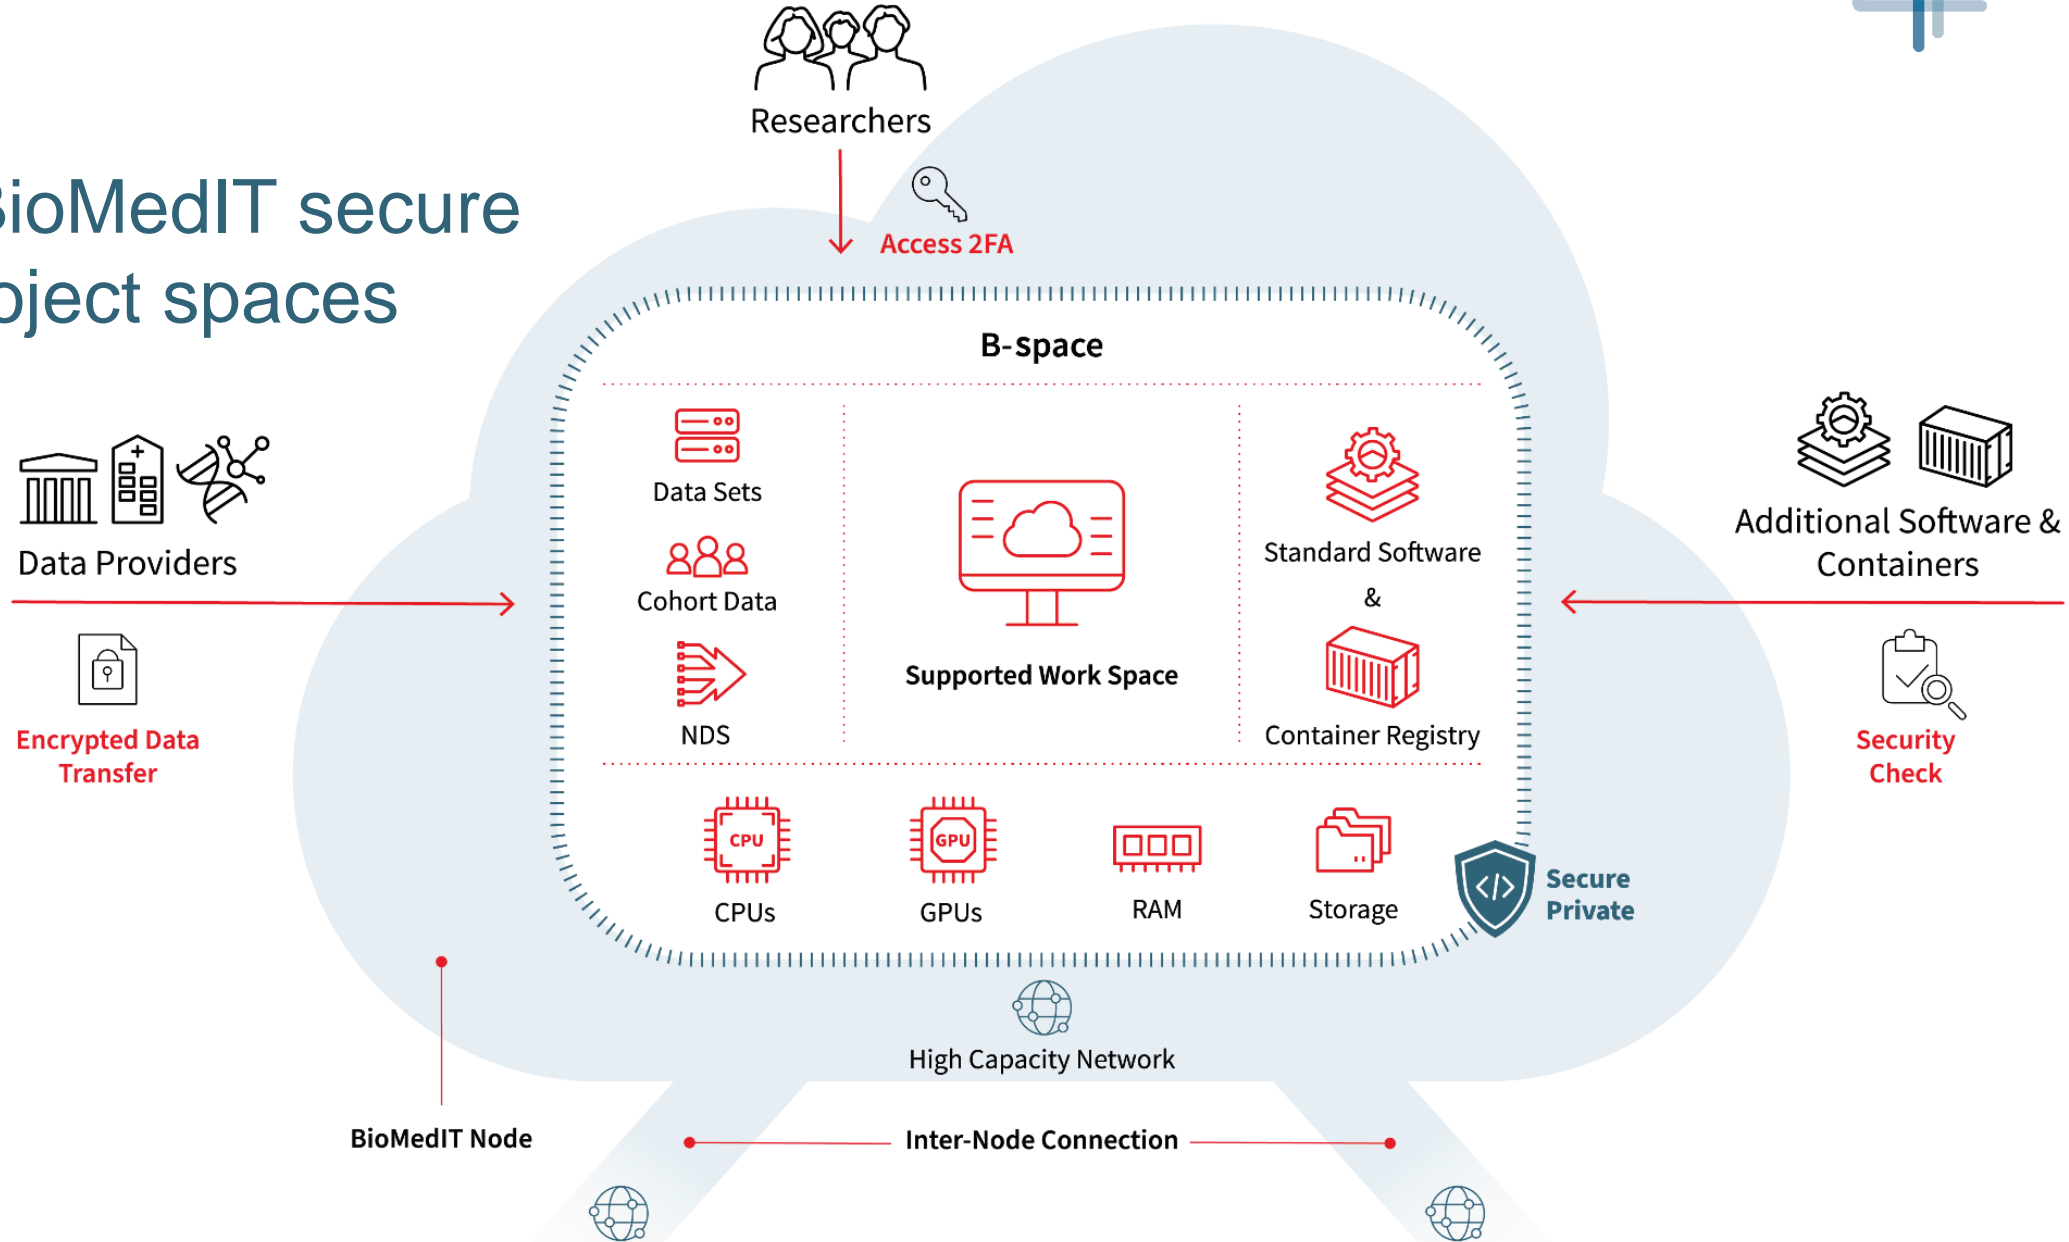 Researchers
Access 2FA
BioMedIT secure
oject spaces
B-space
Data Sets
Cohort Data
NDS
Supported Work Space
Standard Software
&
Container Registry
Data Providers
Encrypted Data
Transfer
Additional Software &
Containers
Security
Check
CPU
CPUs
GPU
GPUs
RAM
Storage
</>
Secure
Private
High Capacity Network
BioMedIT Node
Inter-Node Connection